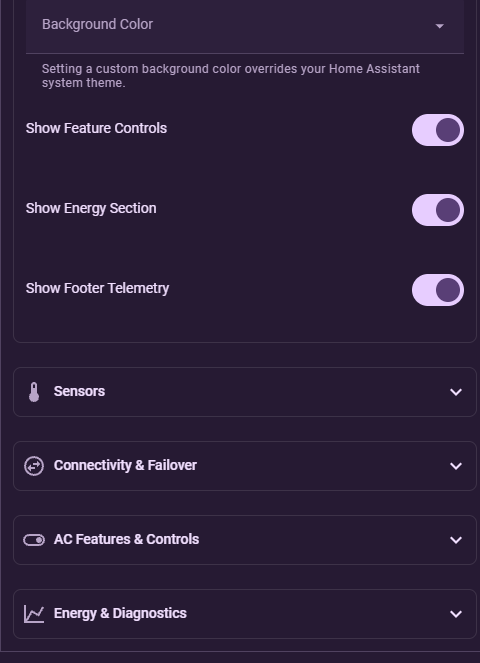 Background Color
Setting a custom background color overrides your Home Assistant
system theme.
Show Feature Controls
Show Energy Section
Show Footer Telemetry
Sensors
Connectivity & Failover
AC Features & Controls
Energy & Diagnostics